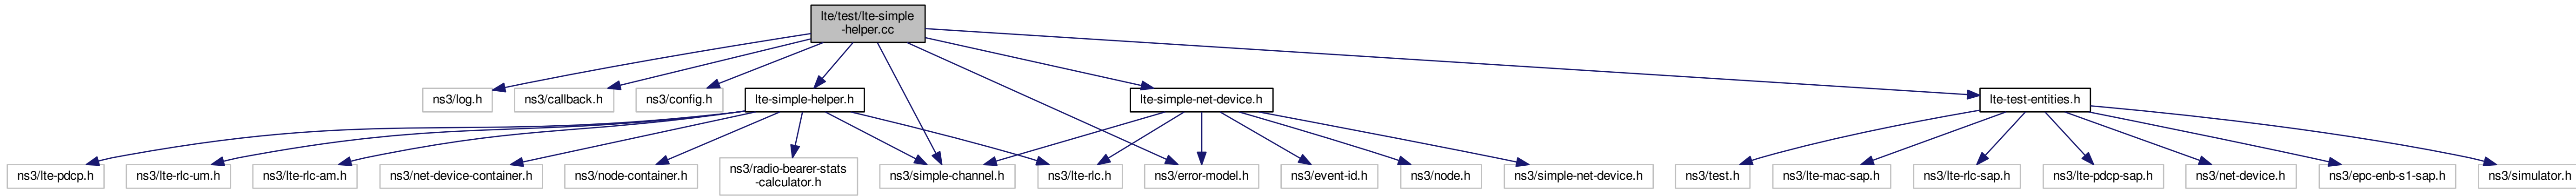 lte/test/lte-simple
-helper.cc
ns3/log.h
ns3/callback.h
ns3/config.h
lte-simple-helper.h
lte-simple-net-device.h
lte-test-entities.h
ns3/lte-pdcp.h
ns3/lte-rlc-um.h
ns3/lte-rlc-am.h
ns3/net-device-container.h
ns3/node-container.h
ns3/radio-bearer-stats
-calculator.h
ns3/simple-channel.h
ns3/lte-rlc.h
ns3/error-model.h
ns3/event-id.h
ns3/node.h
ns3/simple-net-device.h
ns3/test.h
ns3/lte-mac-sap.h
ns3/lte-rlc-sap.h
ns3/lte-pdcp-sap.h
ns3/net-device.h
ns3/epc-enb-s1-sap.h
ns3/simulator.h